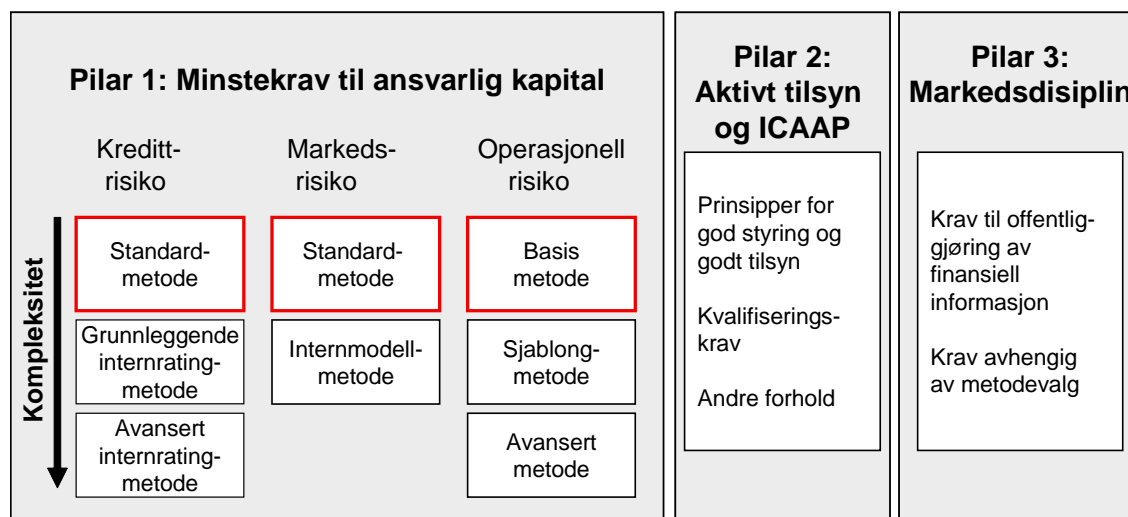 Pilar 1: Minstekrav til ansvarlig kapital
Kreditt-
risiko
Markeds-
risiko
Operasjonell
risiko
Kompleksitet
Standard-
metode
Standard-
metode
Basis
metode
Grunnleggende
internrating-
metode
Internmodell-
metode
Sjablong-
metode
Avansert
internrating-
metode
Avansert
metode
Pilar 2:
Aktivt tilsyn
og ICAAP
Prinsipper for
god styring og
godt tilsyn
Kvalifiserings-
krav
Andre forhold
Pilar 3:
Markedsdisiplin
Krav til offentlig-
gjøring av
finansiell
informasjon
Krav avhengig
av metodevalg